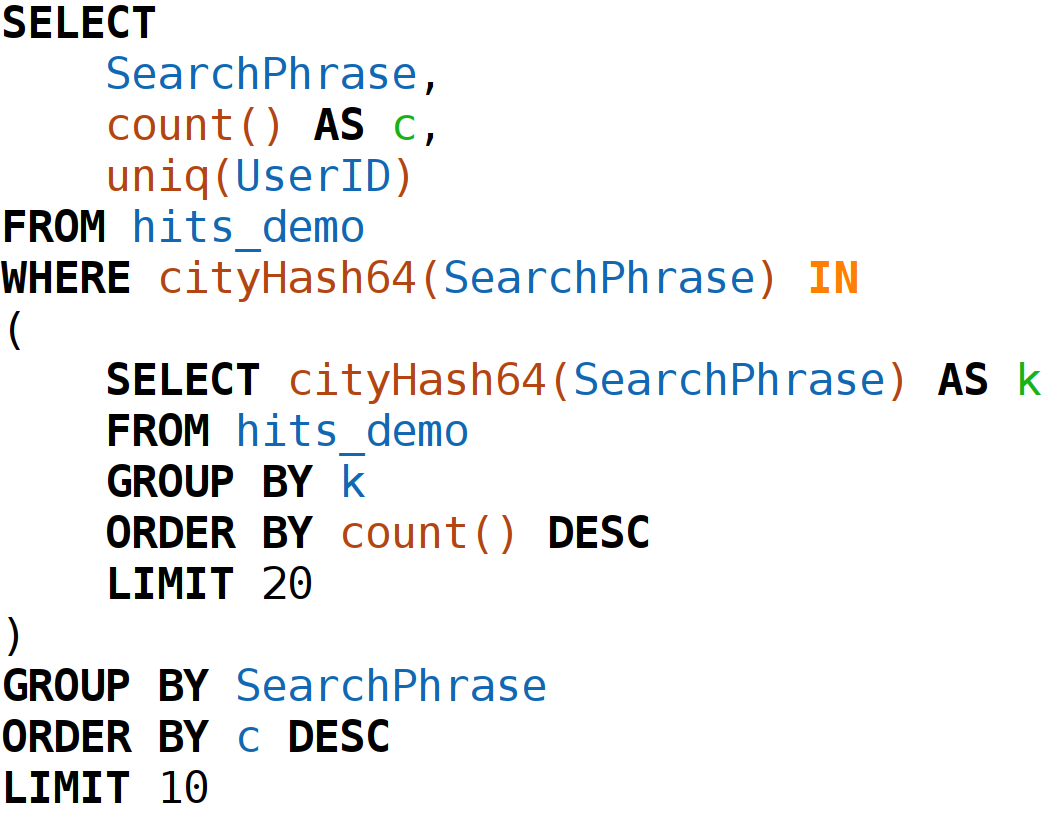 SELECT
    SearchPhrase,
    count() AS c,
    uniq(UserID)
FROM hits_demo
WHERE cityHash64(SearchPhrase) IN
(
    SELECT cityHash64(SearchPhrase) AS k
    FROM hits_demo
    GROUP BY k
    ORDER BY count() DESC
    LIMIT 20
)
GROUP BY SearchPhrase
ORDER BY c DESC
LIMIT 10